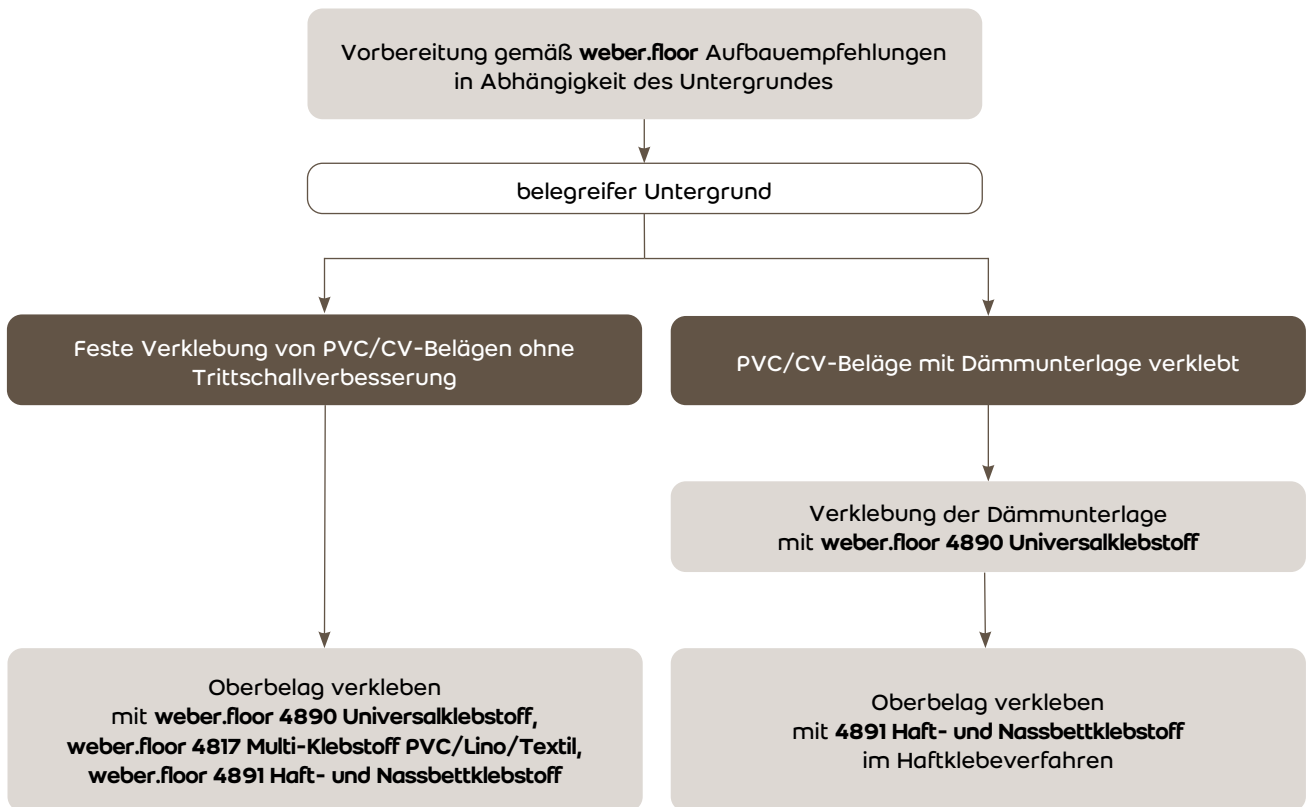 Vorbereitung gemäß weber.floor Aufbauempfehlungen
in Abhängigkeit des Untergrundes
belegreifer Untergrund
Feste Verklebung von PVC/CV-Belägen ohne
Trittschallverbesserung
PVC/CV-Beläge mit Dämmunterlage verklebt
Verklebung der Dämmunterlage
mit weber.floor 4890 Universalklebstoff
Oberbelag verkleben
mit weber.floor 4890 Universalklebstoff,
weber.floor 4817 Multi-Klebstoff PVC/Lino/Textil,
weber.floor 4891 Haft- und Nassbettklebstoff
Oberbelag verkleben
mit 4891 Haft- und Nassbettklebstoff
im Haftklebeverfahren